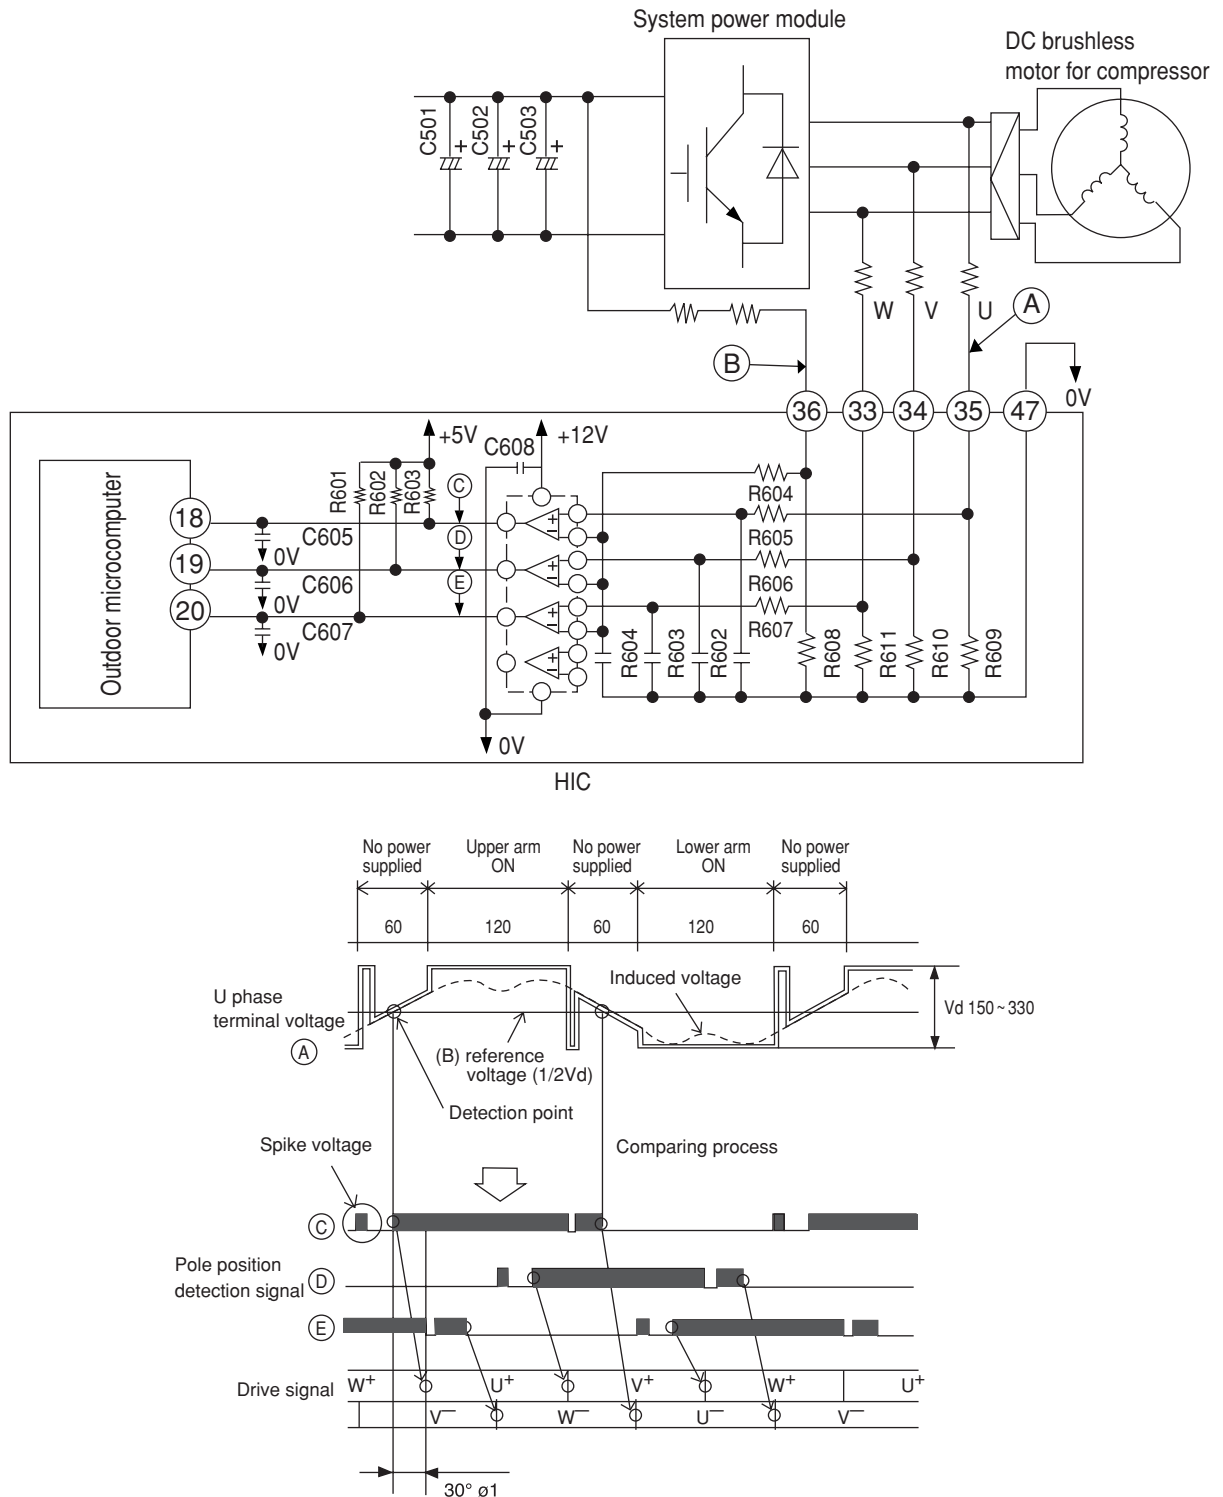 System power module
DC brushless
motor for compressor
C501
C502
C503
+
+
+
W
V
U
A
B
36
33
34
35
47
0V
+5V
C608
+12V
R601
R602
R603
C
D
E
Outdoor microcomputer
18
19
20
C605
0V
C606
0V
C607
0V
R604
R605
R606
R607
R604
R603
R602
R608
R611
R610
R609
+
−
+
−
+
−
+
−
0V
HIC
No power
supplied
Upper arm
ON
No power
supplied
Lower arm
ON
No power
supplied
60
120
60
120
60
U phase
terminal voltage
A
Induced voltage
Vd 150 ~ 330
(B) reference
voltage (1/2Vd)
Detection point
Spike voltage
Comparing process
C
Pole position
detection signal
D
E
Drive signal
W+
U+
V+
W+
U+
V−
W−
U−
V−
30° ø1